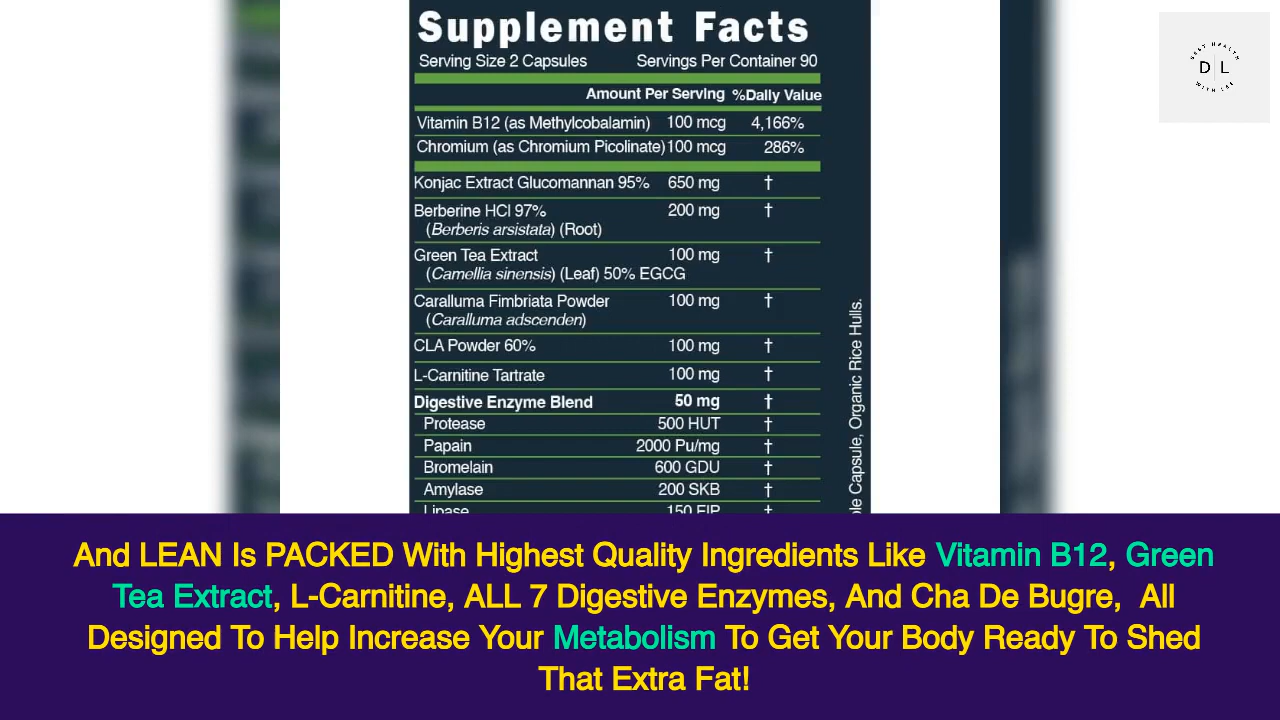 Supplement Facts
Serving Size 2 Capsules Servings Per Container 90
Amount Per Serving %Daily Value
Vitamin B12 (as Methylcobalamin) 100 mcg 4,166%
Chromium (as Chromium Picolinate) 100 mcg 286%
Konjac Extract Glucomannan 95% 650 mg †
Berberine HCl 97% 200 mg †
(Berberis arsistata) (Root)
Green Tea Extract 100 mg †
(Camellia sinensis) (Leaf) 50% EGCG
Caralluma Fimbriata Powder 100 mg †
(Caralluma adscenden)
CLA Powder 60% 100 mg †
L-Carnitine Tartrate 100 mg †
Digestive Enzyme Blend 50 mg †
Protease 500 HUT †
Papain 2000 Pu/mg †
Bromelain 600 GDU †
Amylase 200 SKB †
Lipase 150 FIP †
Capsule, Organic Rice Hulls.
D L
WITH
And LEAN Is PACKED With Highest Quality Ingredients Like Vitamin B12, Green
Tea Extract, L-Carnitine, ALL 7 Digestive Enzymes, And Cha De Bugre, All
Designed To Help Increase Your Metabolism To Get Your Body Ready To Shed
That Extra Fat!